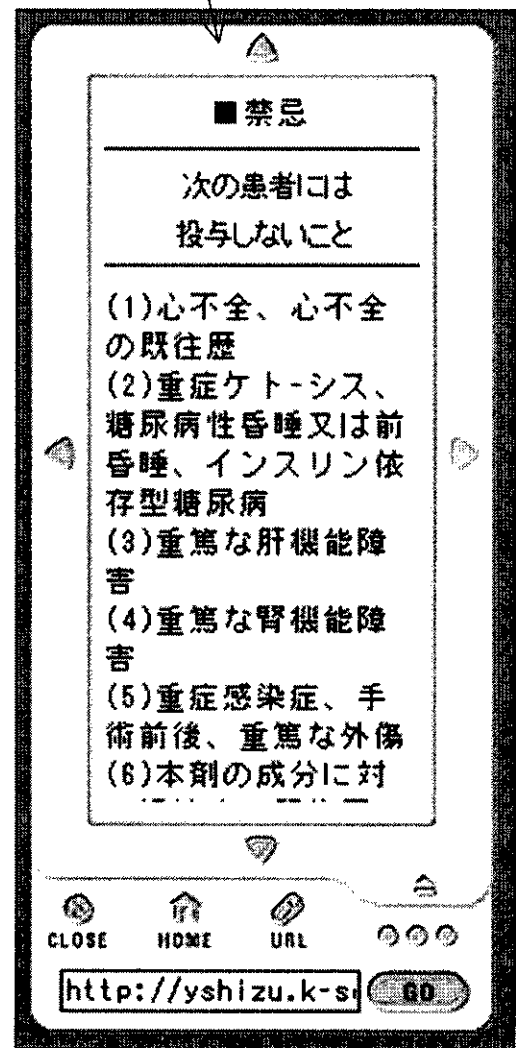 ■禁忌
次の患者には
投与しないこと
(1)心不全、心不全
の既往歴
(2)重症ケト-シス、
糖尿病性昏睡又は前
昏睡、インスリン依
存型糖尿病
(3)重篤な肝機能障
害
(4)重篤な腎機能障
害
(5)重症感染症、手
術前後、重篤な外傷
(6)本剤の成分に対
CLOSE
HOME
URL
http://yshizu.k-s
GO